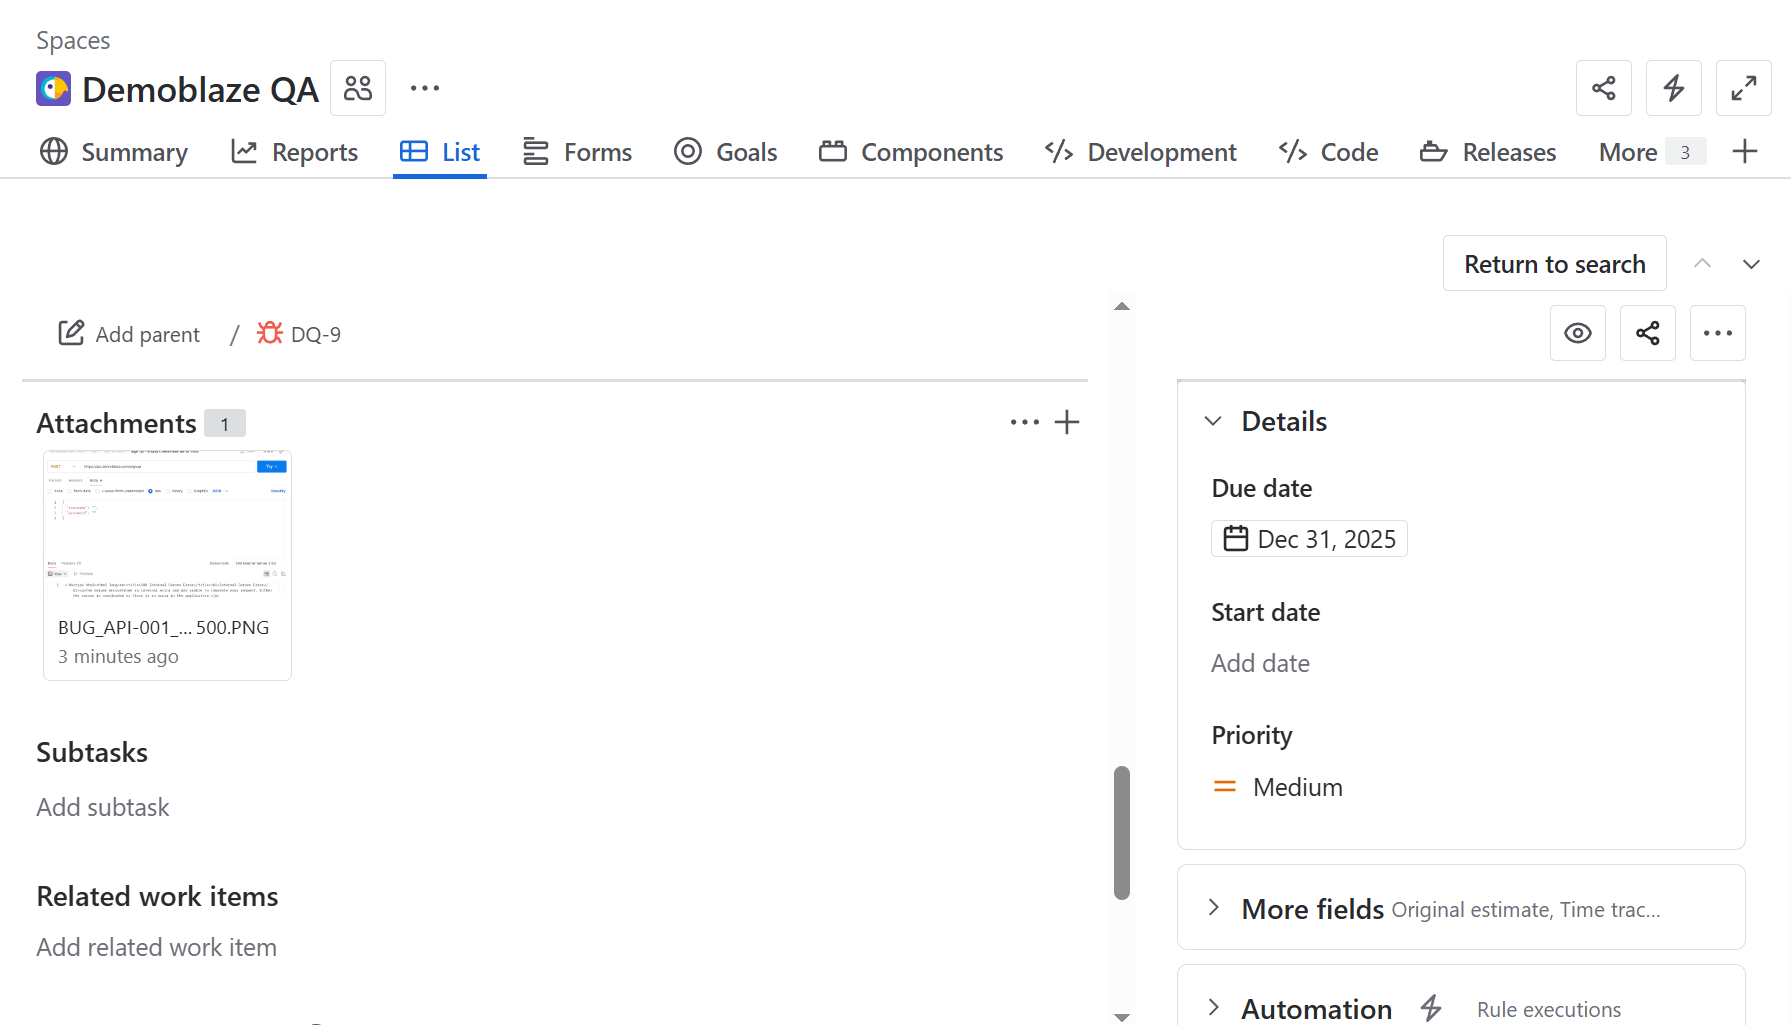 Spaces
Demoblaze QA
Summary Reports List Forms Goals Components Development Code Releases More 3
Return to search
Add parent / DQ-9
Attachments 1
BUG_API-001_... 500.PNG
3 minutes ago
Subtasks
Add subtask
Related work items
Add related work item
Details
Due date
Dec 31, 2025
Start date
Add date
Priority
Medium
More fields Original estimate, Time trac...
Automation Rule executions